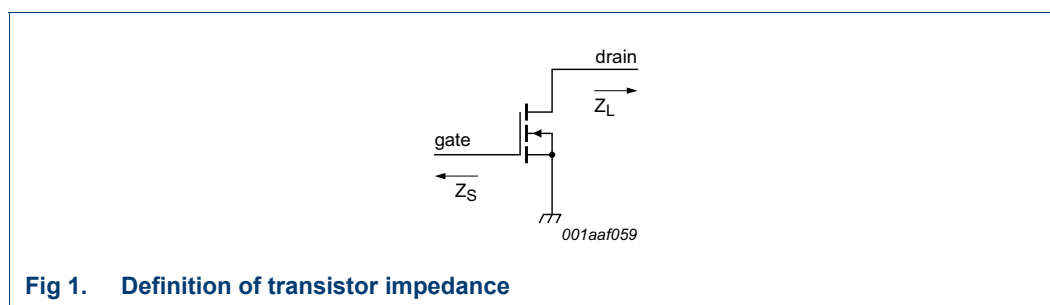 drain
Z_L
gate
Z_S
001aaf059
Fig 1. Definition of transistor impedance